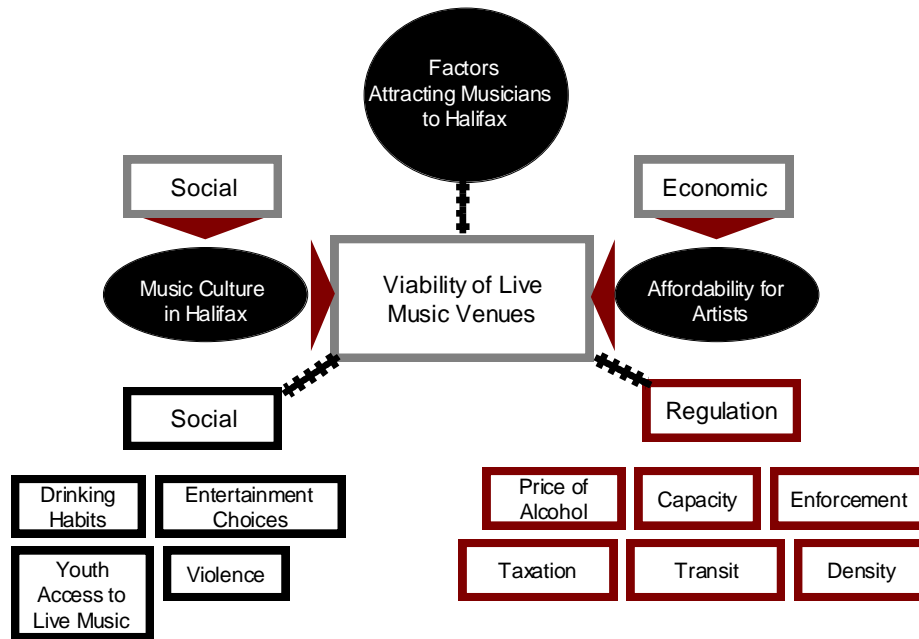 Factors
Attracting Musicians
to Halifax
Social
Economic
Music Culture
in Halifax
Viability of Live
Music Venues
Affordability for
Artists
Social
Regulation
Drinking
Habits
Entertainment
Choices
Price of
Alcohol
Capacity
Enforcement
Youth
Access to
Live Music
Violence
Taxation
Transit
Density